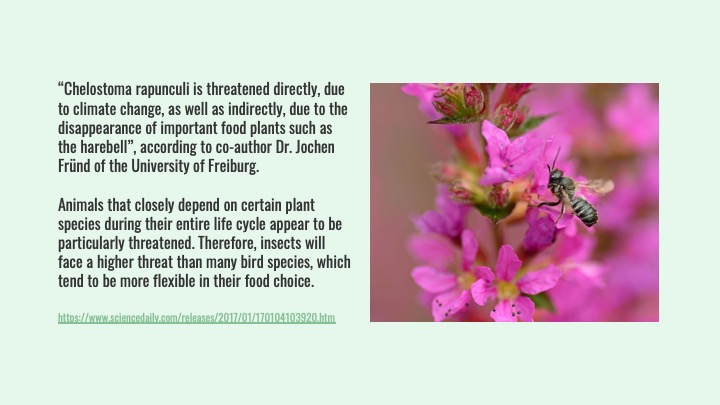 “Chelostoma rapunculi is threatened directly, due
to climate change, as well as indirectly, due to the
disappearance of important food plants such as
the harebell”, according to co-author Dr. Jochen
Fründ of the University of Freiburg.
Animals that closely depend on certain plant
species during their entire life cycle appear to be
particularly threatened. Therefore, insects will
face a higher threat than many bird species, which
tend to be more flexible in their food choice.
https://www.sciencedaily.com/releases/2017/01/170104103920.htm